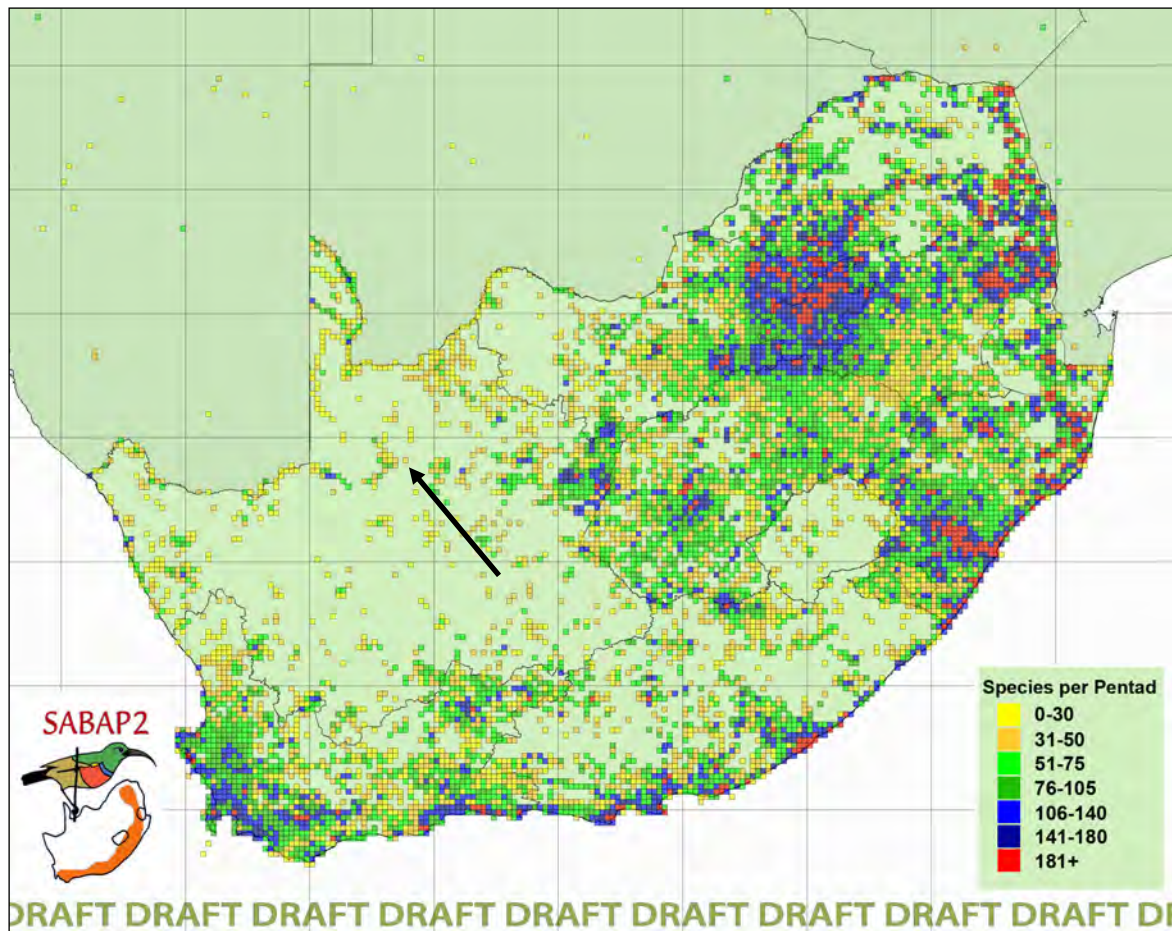 Species per Pentad
0-30
31-50
51-75
76-105
106-140
141-180
181+
SABAP2
DRAFT DRAFT DRAFT DRAFT DRAFT DRAFT DRAFT DRAFT DRAFT D